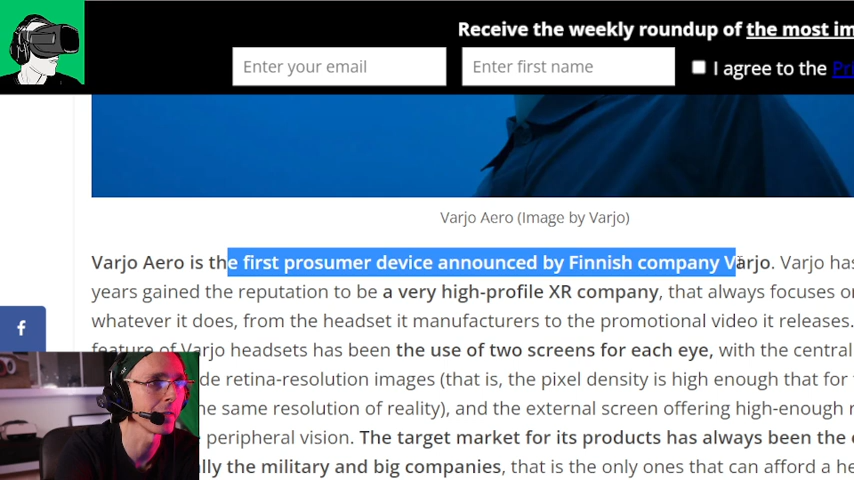 Receive the weekly roundup of the most im
Enter your email
Enter first name
I agree to the Pri
Varjo Aero (Image by Varjo)
Varjo Aero is the first prosumer device announced by Finnish company Varjo. Varjo has
years gained the reputation to be a very high-profile XR company, that always focuses o
whatever it does, from the headset it manufacturers to the promotional video it releases.
feature of Varjo headsets has been the use of two screens for each eye, with the central
de retina-resolution images (that is, the pixel density is high enough that for
he same resolution of reality), and the external screen offering high-enough
peripheral vision. The target market for its products has always been the
lly the military and big companies, that is the only ones that can afford a he